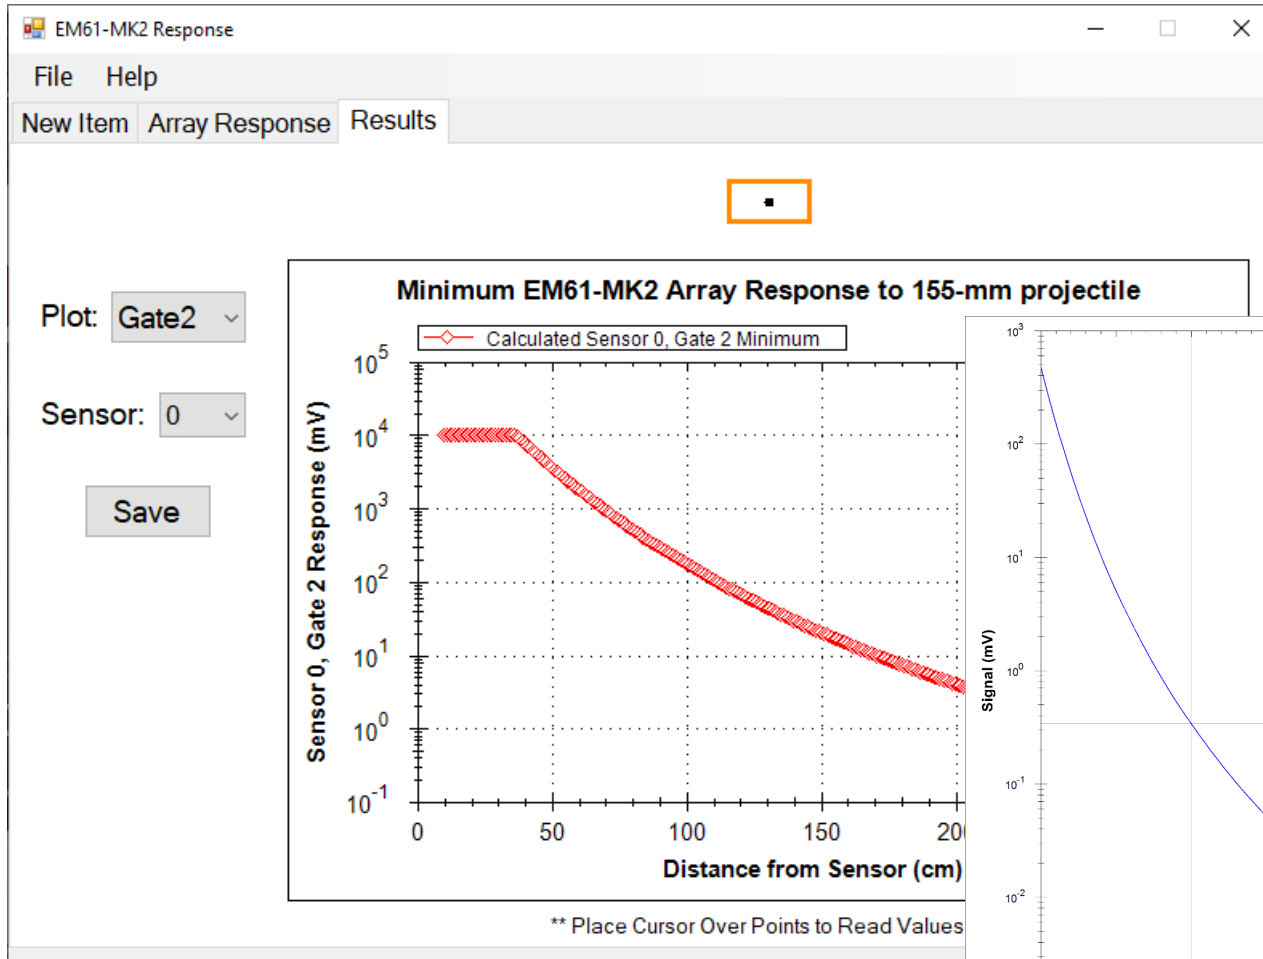 EM61-MK2 Response
File Help
New Item Array Response Results
Plot: Gate2
Sensor: 0
Save
Minimum EM61-MK2 Array Response to 155-mm projectile
Calculated Sensor 0, Gate 2 Minimum
Sensor 0, Gate 2 Response (mV)
10^5
10^4
10^3
10^2
10^1
10^0
10^-1
0 50 100 150 20
Distance from Sensor (cm)
** Place Cursor Over Points to Read Values
Signal (mV)
10^3
10^2
10^1
10^0
10^-1
10^-2